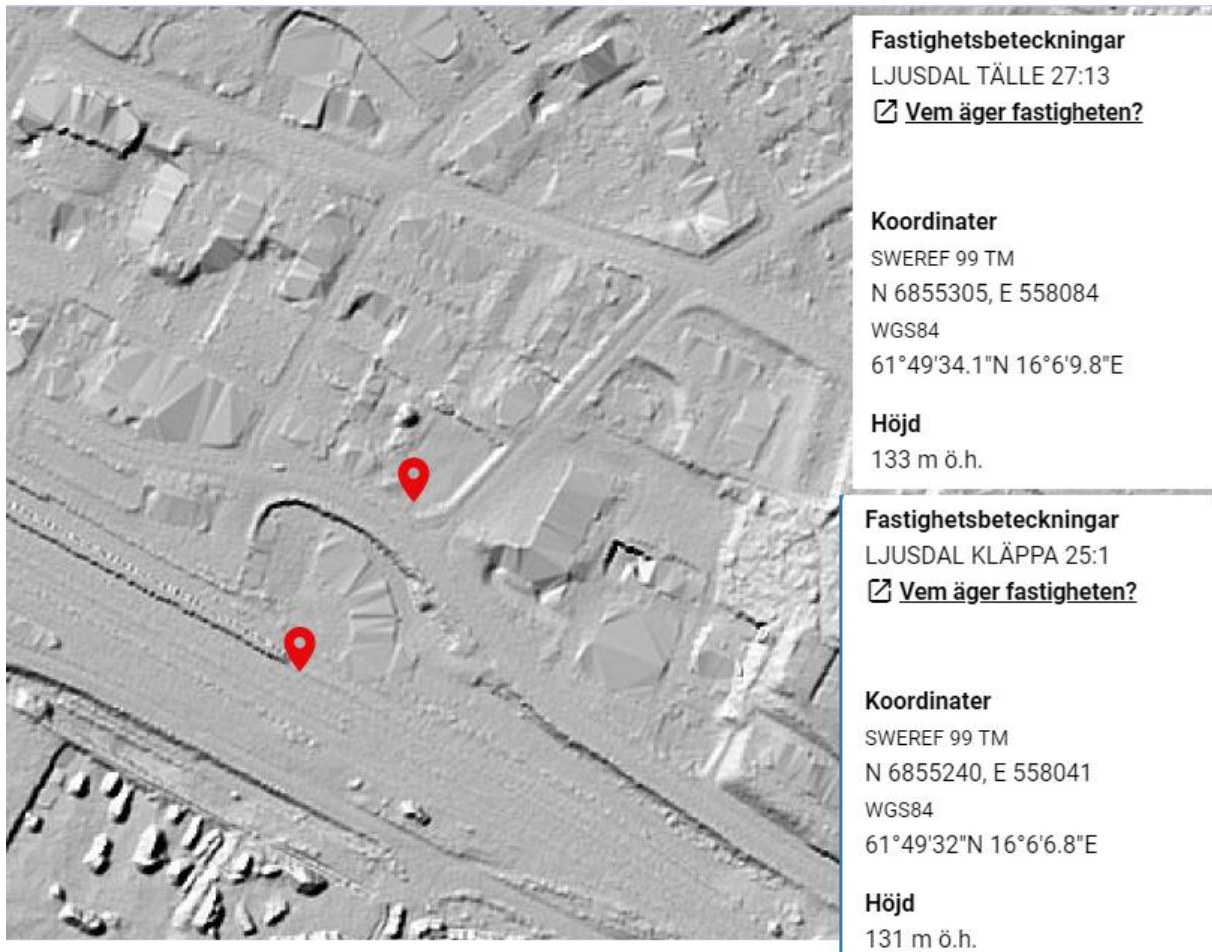 Fastighetsbeteckningar
LJUSDAL TÄLLE 27:13
Vem äger fastigheten?
Koordinater
SWEREF 99 TM
N 6855305, E 558084
WGS84
61°49'34.1"N 16°6'9.8"E
Höjd
133 m ö.h.
Fastighetsbeteckningar
LJUSDAL KLÄPPA 25:1
Vem äger fastigheten?
Koordinater
SWEREF 99 TM
N 6855240, E 558041
WGS84
61°49'32"N 16°6'6.8"E
Höjd
131 m ö.h.